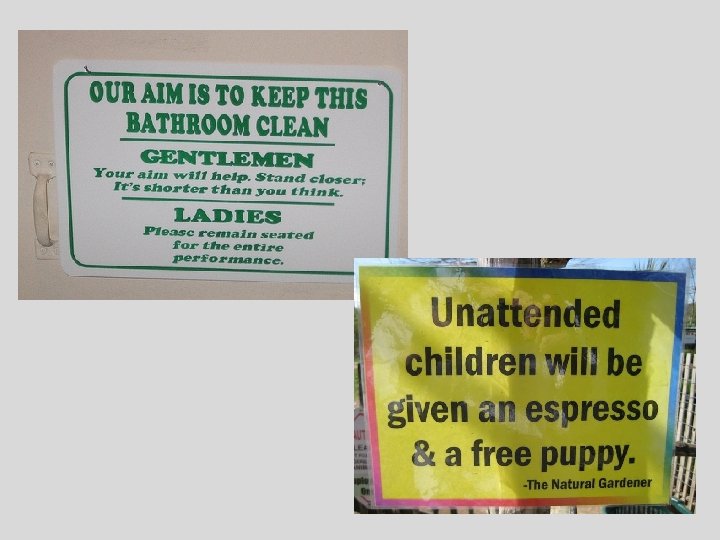 OUR AIM IS TO KEEP THIS
BATHROOM CLEAN
GENTLEMEN
Your aim will help. Stand closer;
It's shorter than you think.
LADIES
Please remain seated
for the entire
performance.
Unattended
children will be
given an espresso
& a free puppy.
-The Natural Gardener